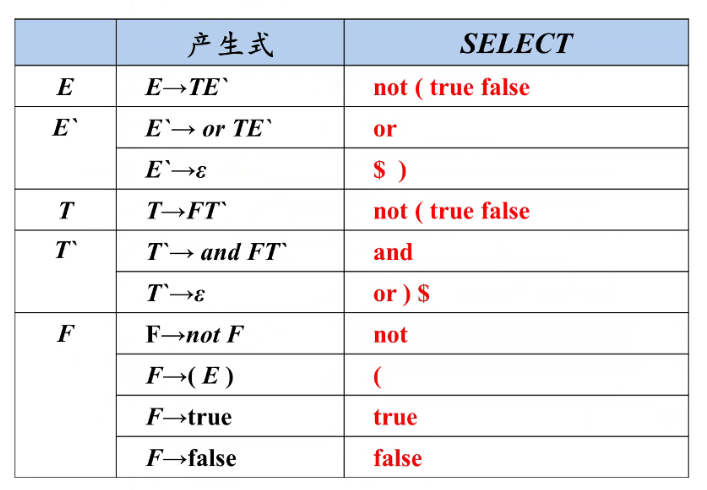 产生式 SELECT
E E→TE` not ( true false
E` E`→ or TE` or
E`→ε $ )
T T→FT` not ( true false
T` T`→ and FT` and
T`→ε or ) $
F F→not F not
F→( E ) (
F→true true
F→false false